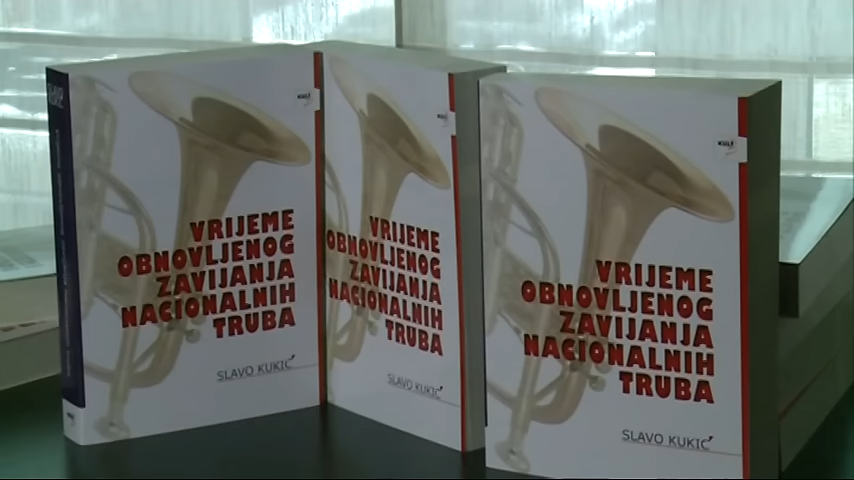 VRIJEME
OBNOVLJENOG
ZAVIJANJA
NACIONALNIH
TRUBA
SLAVO KUKIĆ
VRIJEME
OBNOVLJENOG
ZAVIJANJA
NACIONALNIH
TRUBA
SLAVO KUKIĆ
VRIJEME
OBNOVLJENOG
ZAVIJANJA
NACIONALNIH
TRUBA
SLAVO KUKIĆ